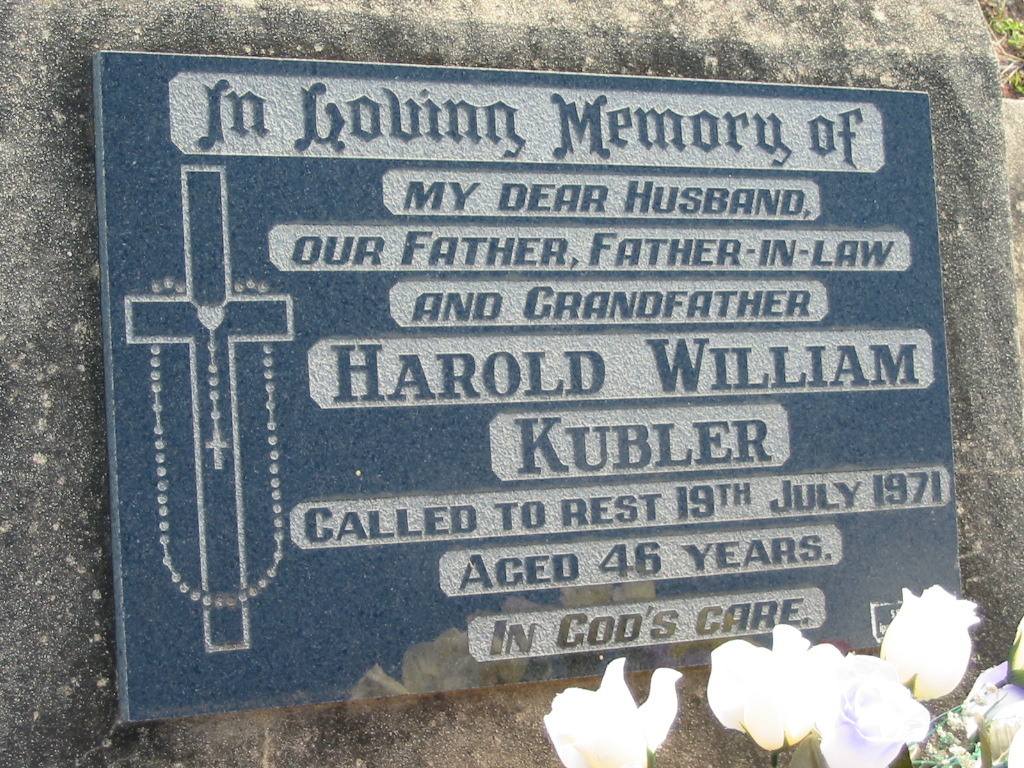 In Loving Memory of
MY DEAR HUSBAND,
OUR FATHER, FATHER-IN-LAW
AND GRANDFATHER
HAROLD WILLIAM
KUBLER
CALLED TO REST 19TH JULY 1971
AGED 46 YEARS.
IN GOD'S CARE.